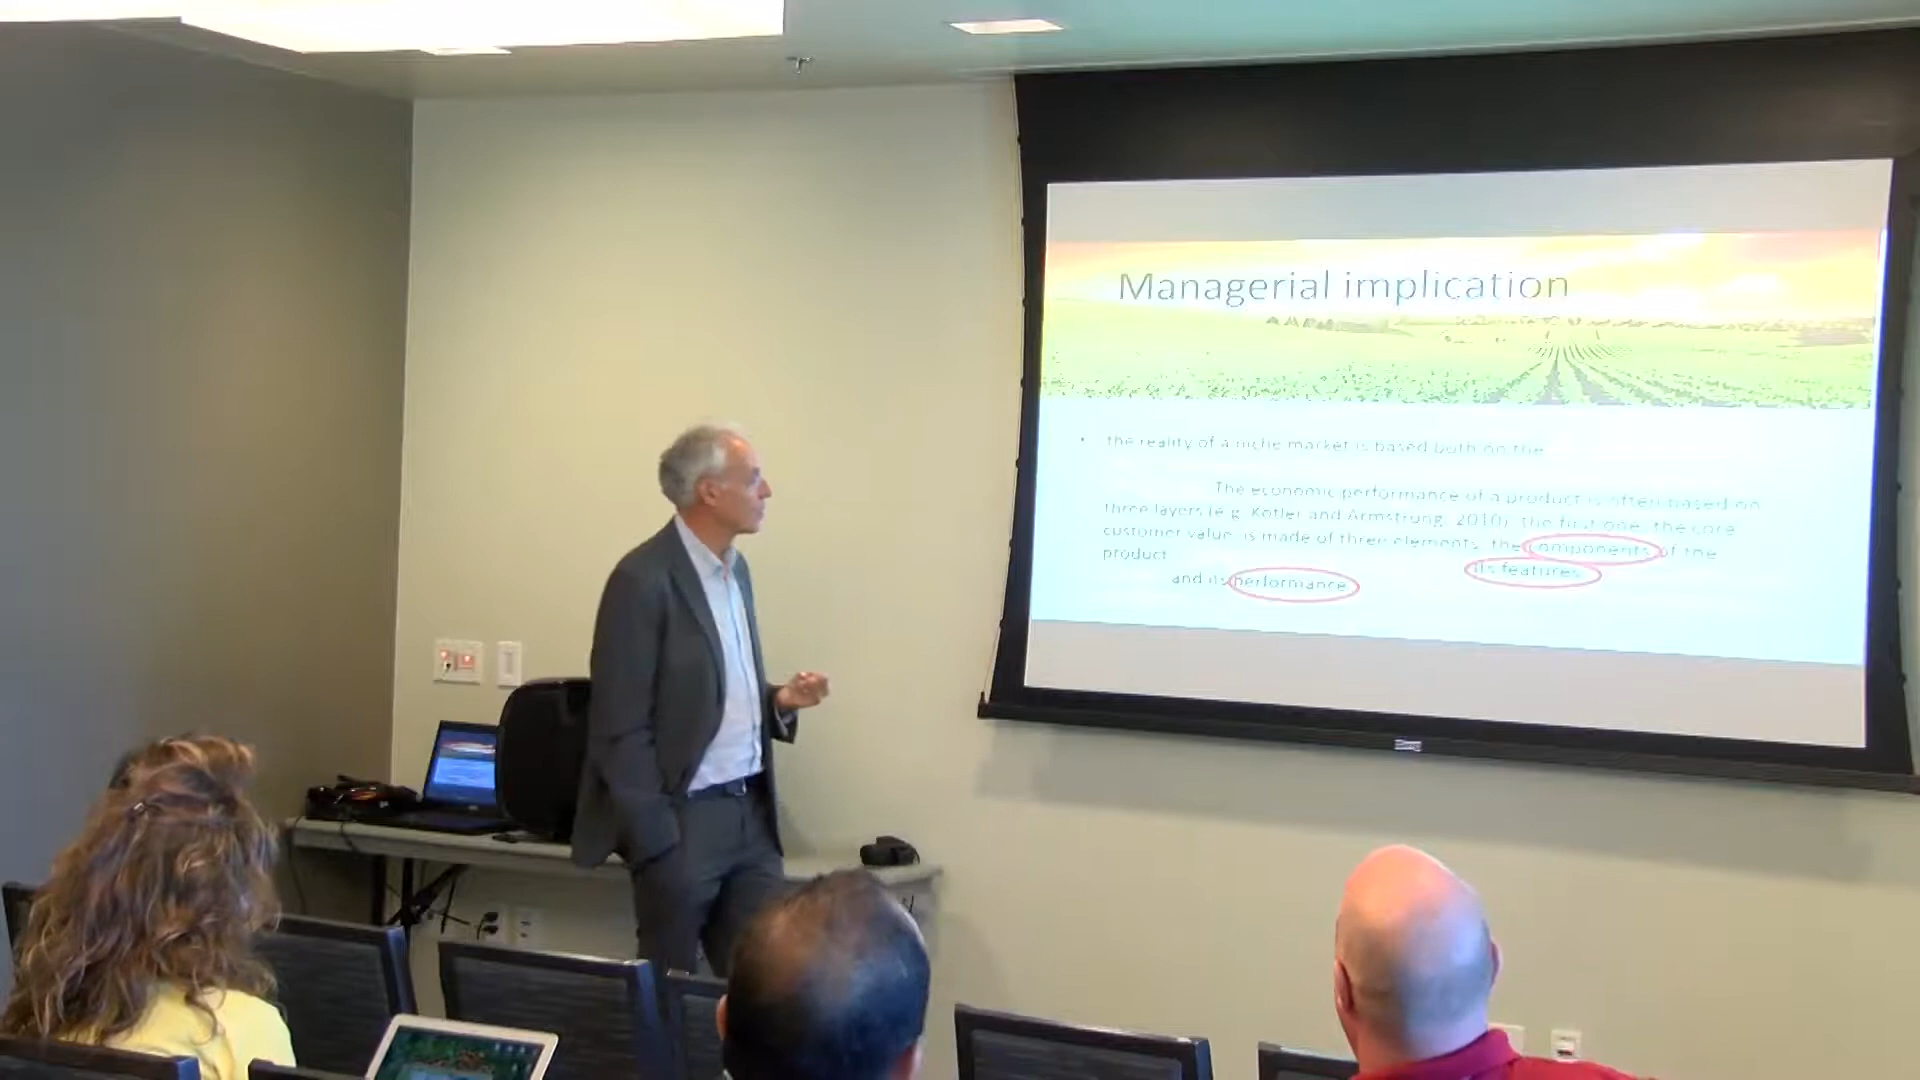 Managerial implication
• the reality of a niche market is based both on the
The economic performance of a product is often based on
three layers (e.g. Kotler and Armstrong, 2010): the first one, the core
customer value, is made of three elements: the components of the
product
its features
and its performance